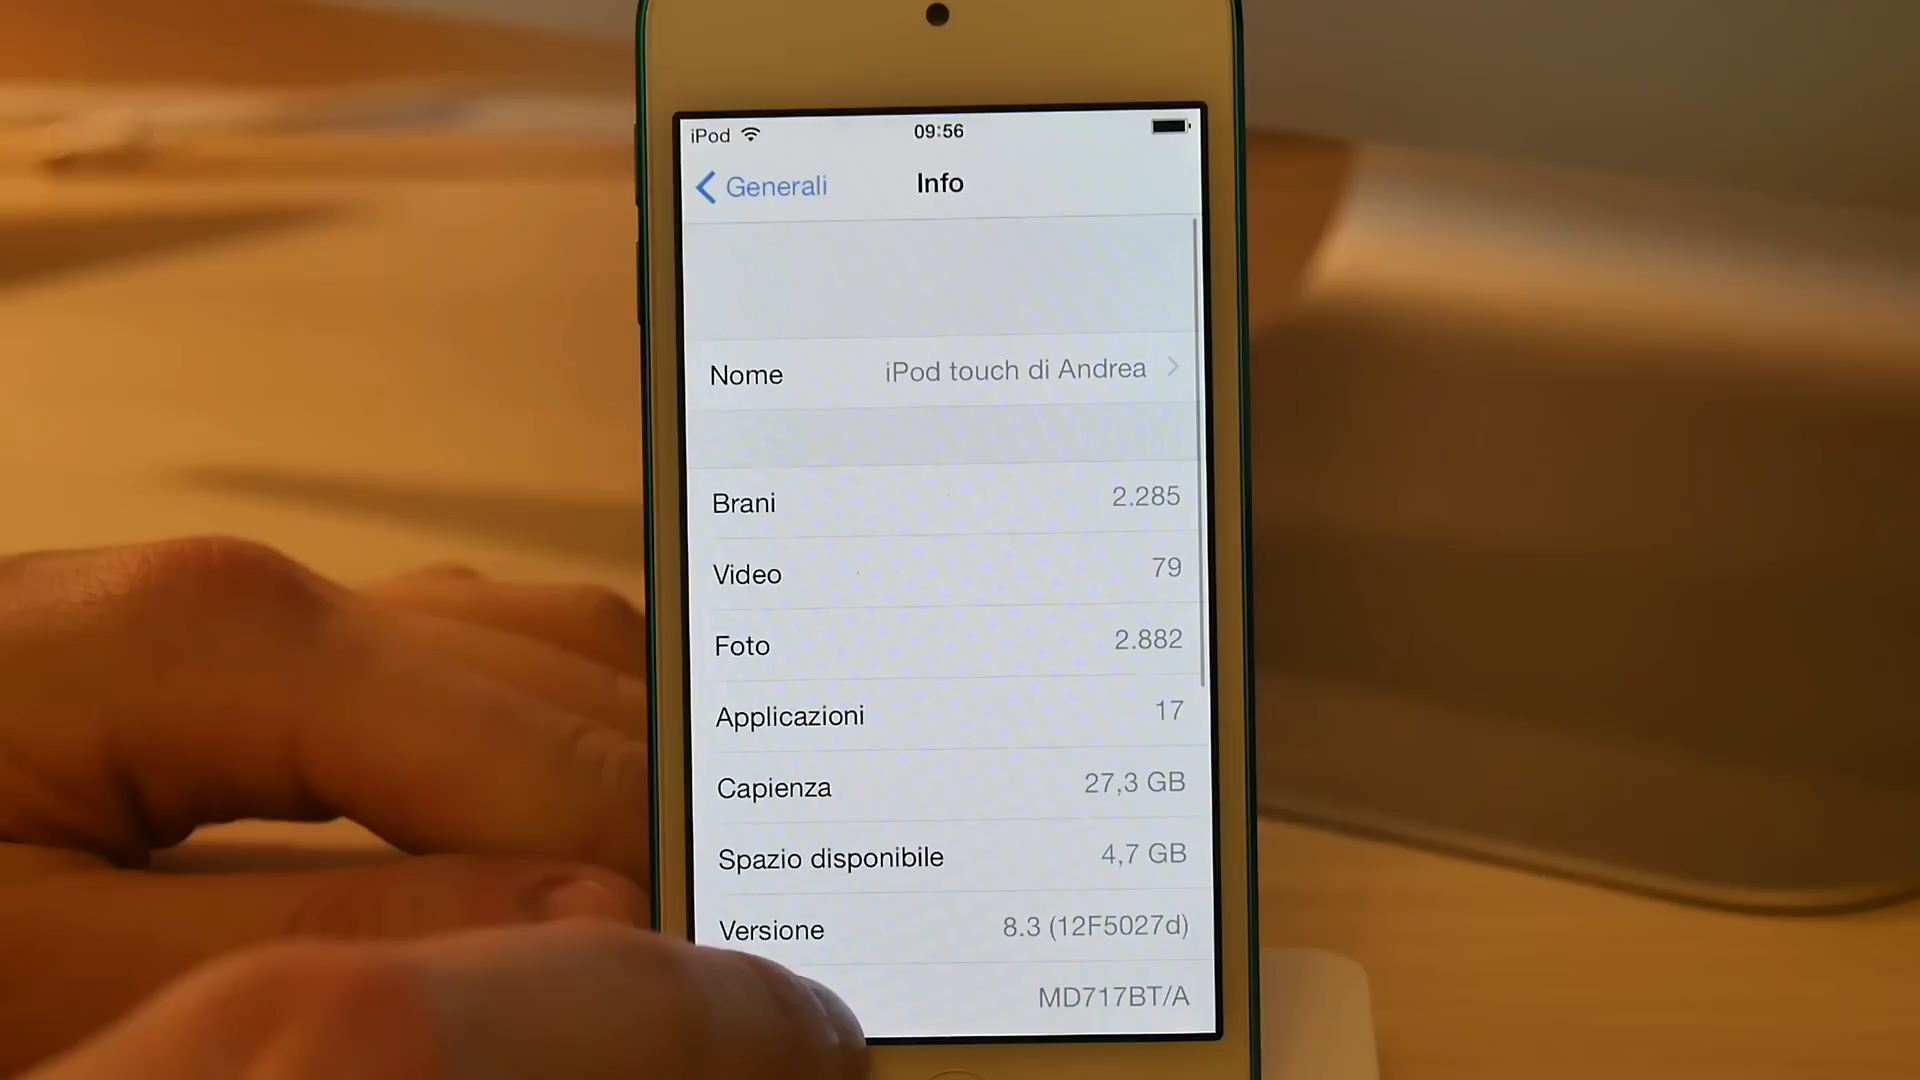 iPod 09:56
Generali Info
Nome iPod touch di Andrea
Brani 2.285
Video 79
Foto 2.882
Applicazioni 17
Capienza 27,3 GB
Spazio disponibile 4,7 GB
Versione 8.3 (12F5027d)
MD717BT/A